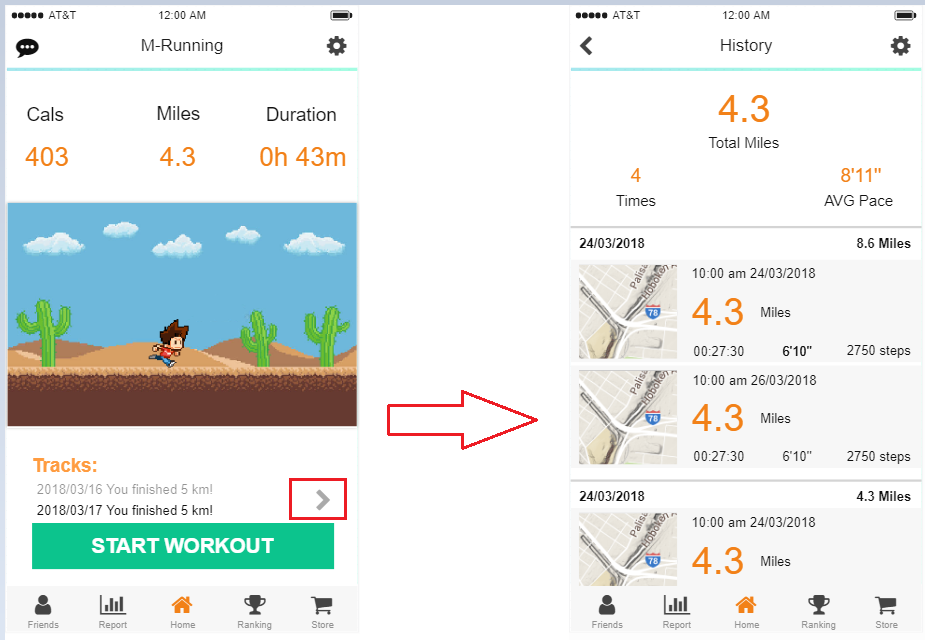 AT&T 12:00 AM
M-Running
Cals Miles Duration
403 4.3 0h 43m
Tracks:
2018/03/16 You finished 5 km!
2018/03/17 You finished 5 km!
START WORKOUT
Friends Report Home Ranking Store
AT&T 12:00 AM
History
4.3
Total Miles
4 8'11"
Times AVG Pace
24/03/2018 8.6 Miles
Palisa
Hoboken
78
10:00 am 24/03/2018
4.3 Miles
00:27:30 6'10" 2750 steps
Palisa
Hoboken
78
10:00 am 26/03/2018
4.3 Miles
00:27:30 6'10" 2750 steps
24/03/2018 4.3 Miles
Palisa
Hoboken
78
10:00 am 24/03/2018
4.3 Miles
Friends Report Home Ranking Store